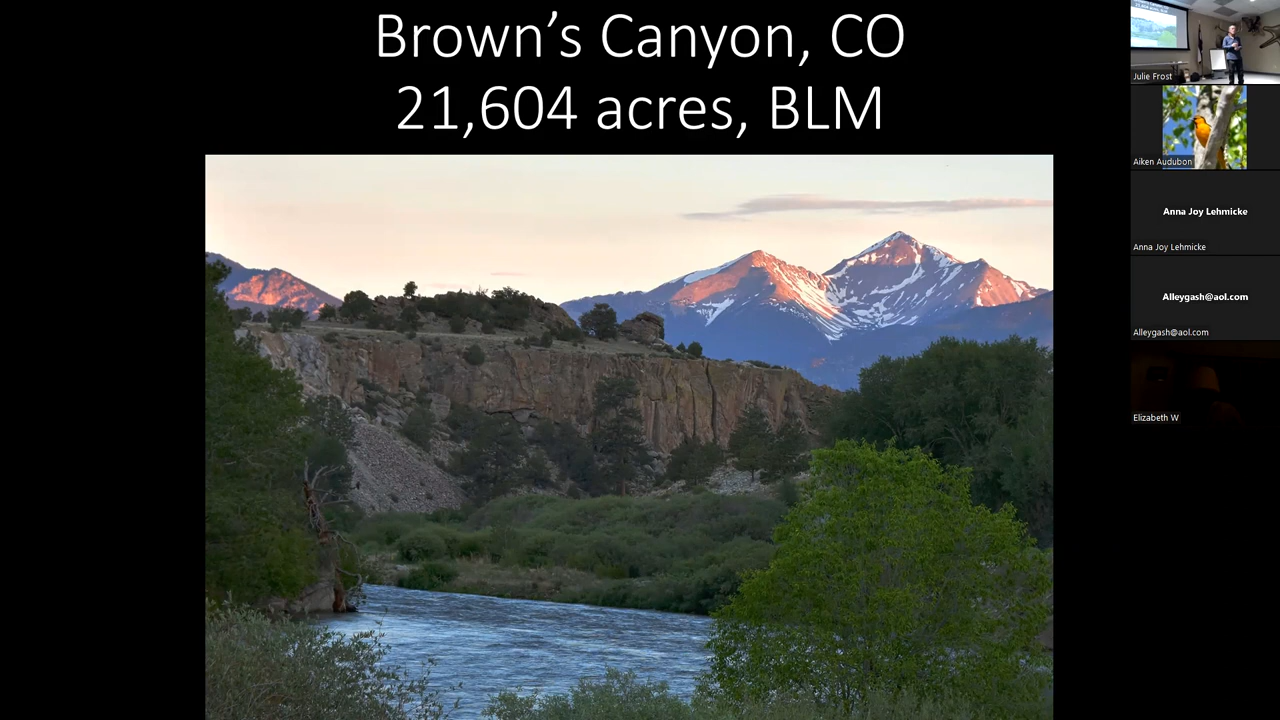 Brown’s Canyon, CO
21,604 acres, BLM
Julie Frost
Aiken Audubon
Anna Joy Lehmicke
Anna Joy Lehmicke
Alleygash@aol.com
Alleygash@aol.com
Elizabeth W